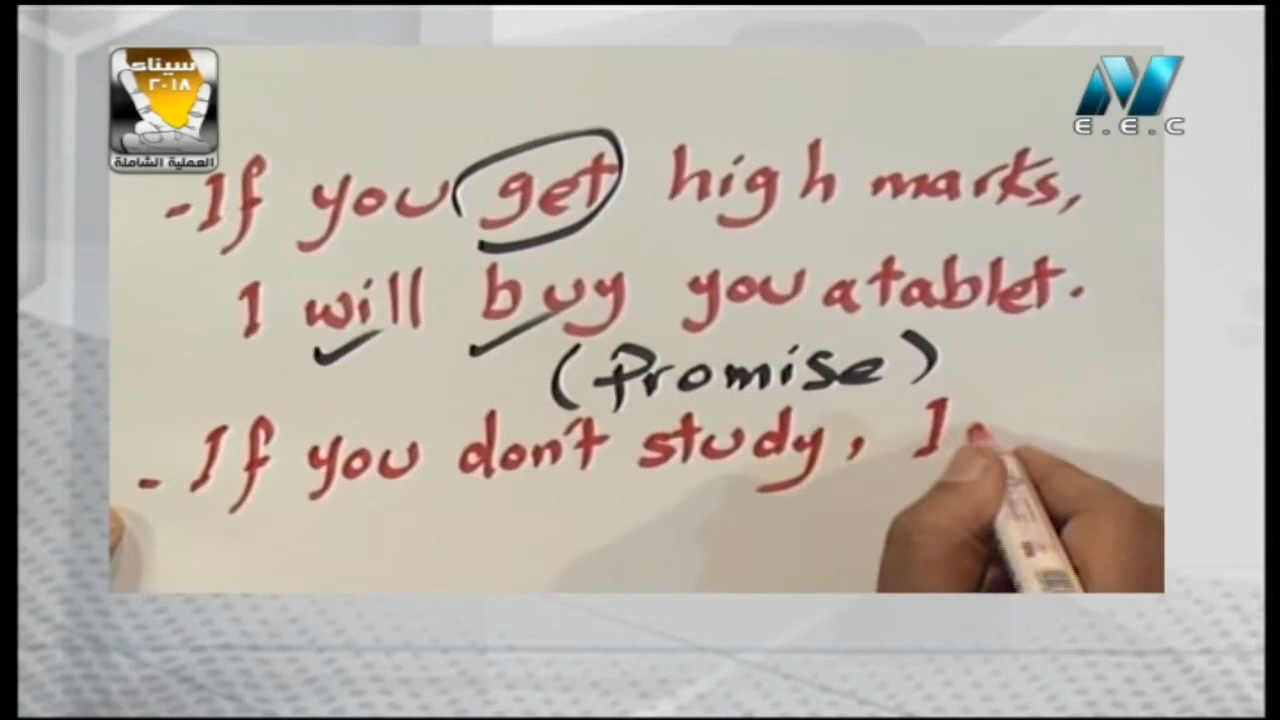 سيناء
٢٠١٨
العملية الشاملة
E.E.C
- If you get high marks,
I will buy you a tablet.
(Promise)
- If you don't study, I